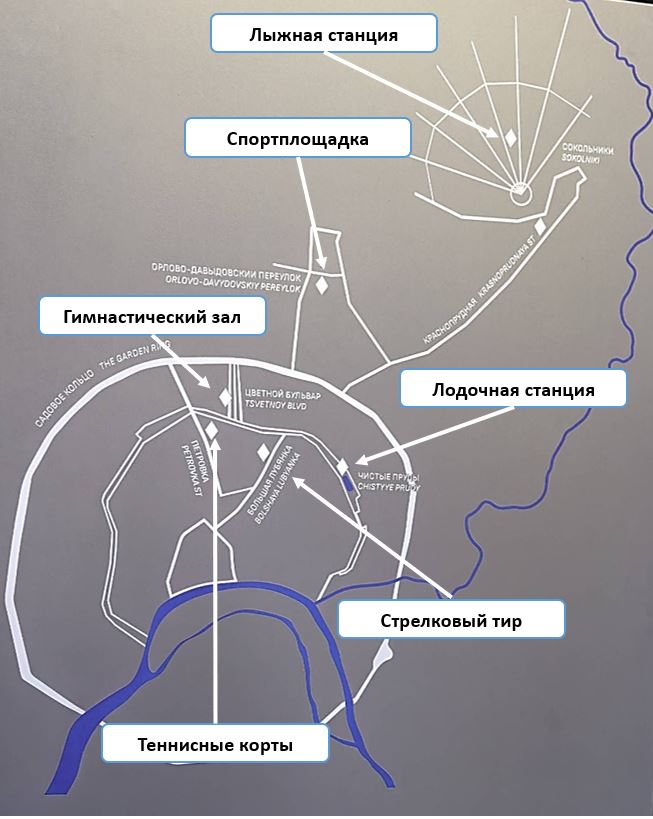 Лыжная станция
Спортплощадка
СОКОЛЬНИКИ
SOKOLNIKI
ОРЛОВО-ДАВЫДОВСКИЙ ПЕРЕУЛОК
ORLOVO-DAVYDOVSKIY PEREYLOK
КРАСНОПРУДНАЯ KRASNOPRUDNAYA ST
Гимнастический зал
САДОВОЕ КОЛЬЦО THE GARDEN RING
ЦВЕТНОЙ БУЛЬВАР
TSVETNOY BLVD
Лодочная станция
ПЕТРОВКА
PETROVKA ST
БОЛЬШАЯ ЛУБЯНКА
BOLSHAYA LUBYANKA
ЧИСТЫЕ ПРУДЫ
CHISTYYE PRUDY
Стрелковый тир
Теннисные корты